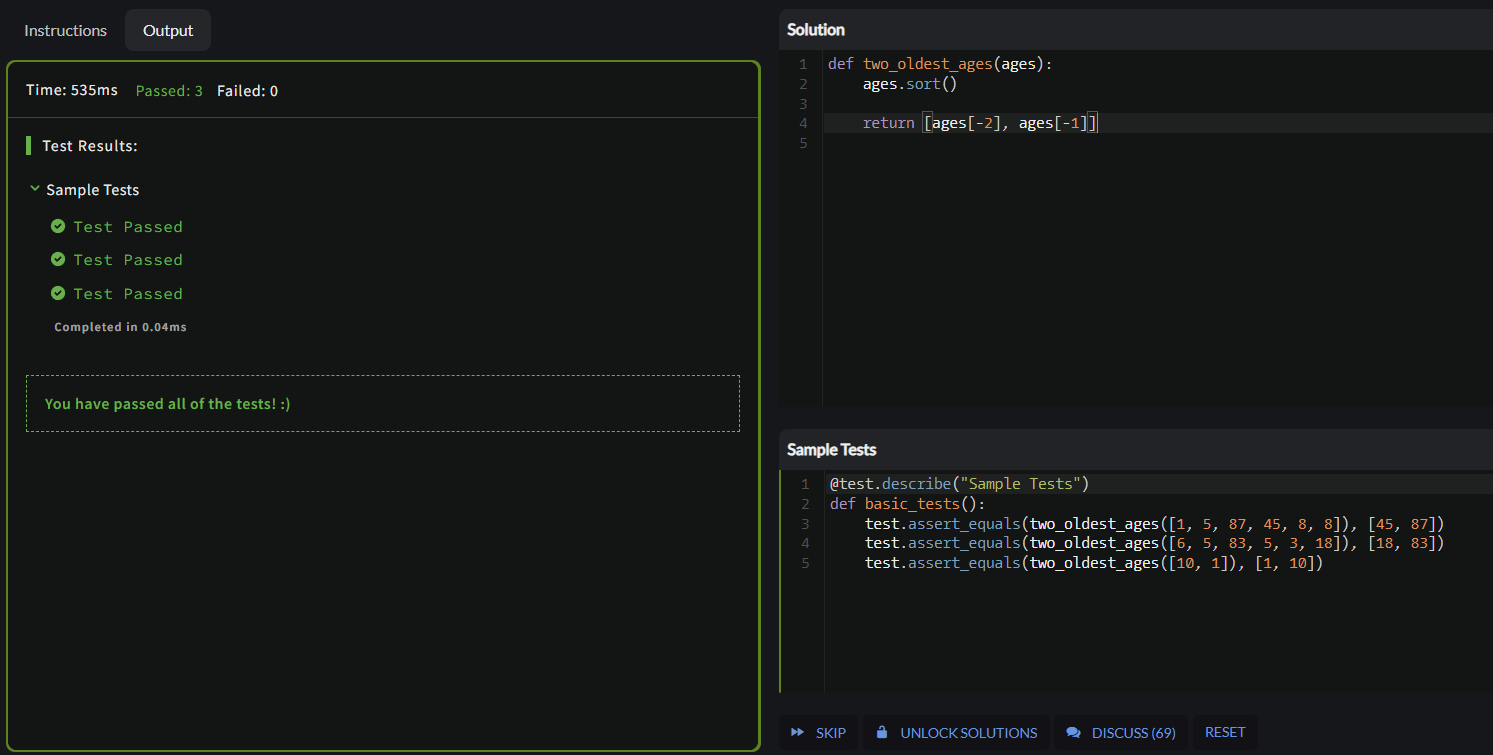 Instructions
Output
Time: 535ms Passed: 3 Failed: 0
Test Results:
Sample Tests
Test Passed
Test Passed
Test Passed
Completed in 0.04ms
You have passed all of the tests! :)
Solution
1 def two_oldest_ages(ages):
2     ages.sort()
3
4     return [ages[-2], ages[-1]]
5
Sample Tests
1 @test.describe("Sample Tests")
2 def basic_tests():
3     test.assert_equals(two_oldest_ages([1, 5, 87, 45, 8, 8]), [45, 87])
4     test.assert_equals(two_oldest_ages([6, 5, 83, 5, 3, 18]), [18, 83])
5     test.assert_equals(two_oldest_ages([10, 1]), [1, 10])
SKIP
UNLOCK SOLUTIONS
DISCUSS (69)
RESET